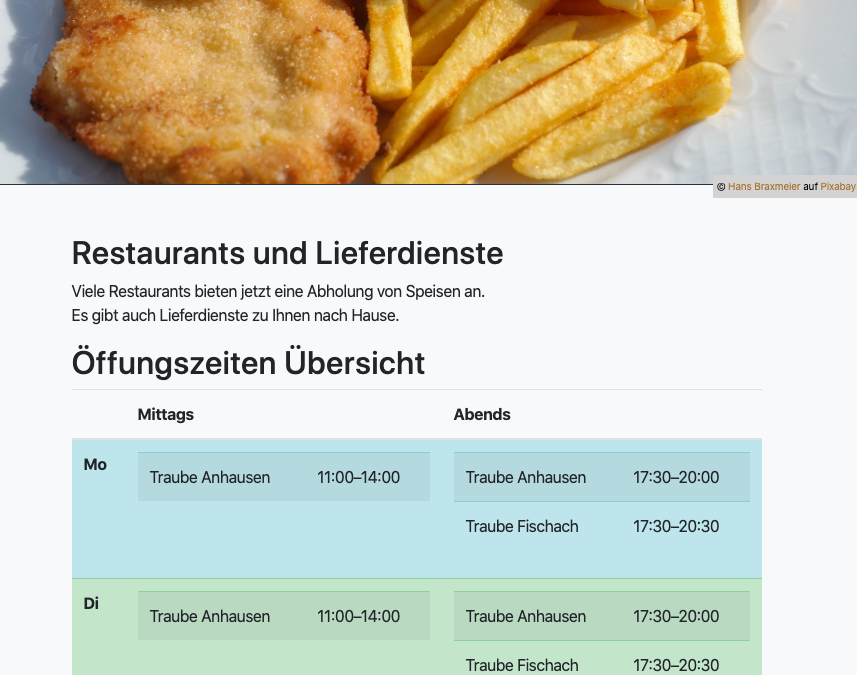 © Hans Braxmeier auf Pixabay
Restaurants und Lieferdienste
Viele Restaurants bieten jetzt eine Abholung von Speisen an.
Es gibt auch Lieferdienste zu Ihnen nach Hause.
Öffungszeiten Übersicht
Mittags Abends
Mo Traube Anhausen 11:00–14:00 Traube Anhausen 17:30–20:00
Traube Fischach 17:30–20:30
Di Traube Anhausen 11:00–14:00 Traube Anhausen 17:30–20:00
Traube Fischach 17:30–20:30